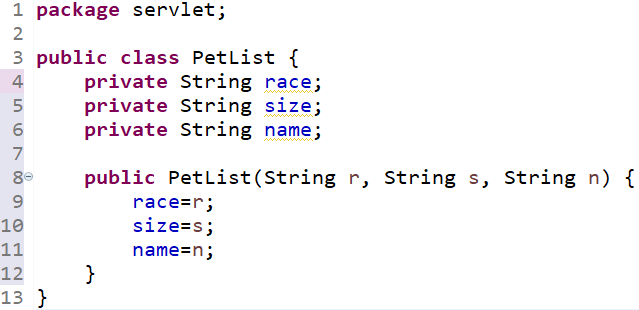 1 package servlet;
2
3 public class PetList {
4     private String race;
5     private String size;
6     private String name;
7
8     public PetList(String r, String s, String n) {
9         race=r;
10         size=s;
11         name=n;
12     }
13 }